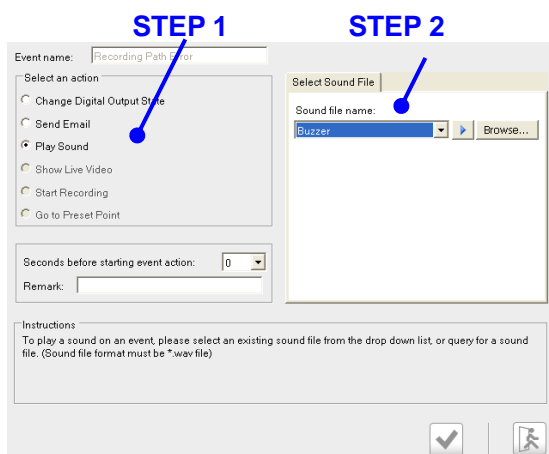 STEP 1
STEP 2
Event name: Recording Path Error
Select an action
Change Digital Output State
Send Email
Play Sound
Show Live Video
Start Recording
Go to Preset Point
Select Sound File
Sound file name:
Buzzer Browse...
Seconds before starting event action: 0
Remark:
Instructions
To play a sound on an event, please select an existing sound file from the drop down list, or query for a sound
file. (Sound file format must be *.wav file)